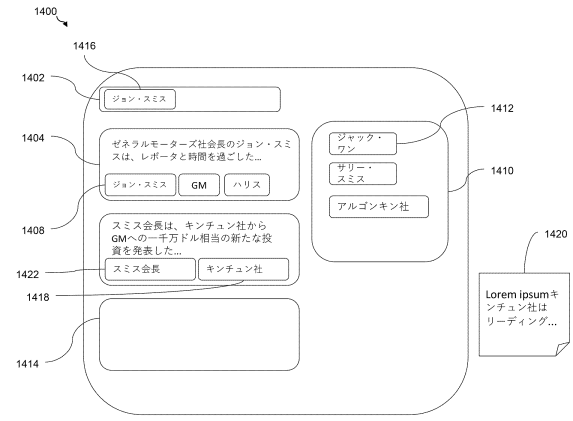 1400
1416
1402
ジョン・スミス
1412
1404
ゼネラルモーターズ社会長のジョン・スミ
スは、レポータと時間を過ごした...
ジャック・
ワン
サリー・
スミス
1410
ジョン・スミス
GM
ハリス
アルゴンキン社
1408
スミス会長は、キンチュン社から
GMへの一千万ドル相当の新たな投
資を発表した...
1420
1422
スミス会長
キンチュン社
1418
Lorem ipsumキ
ンチュン社は
リーディング...
1414